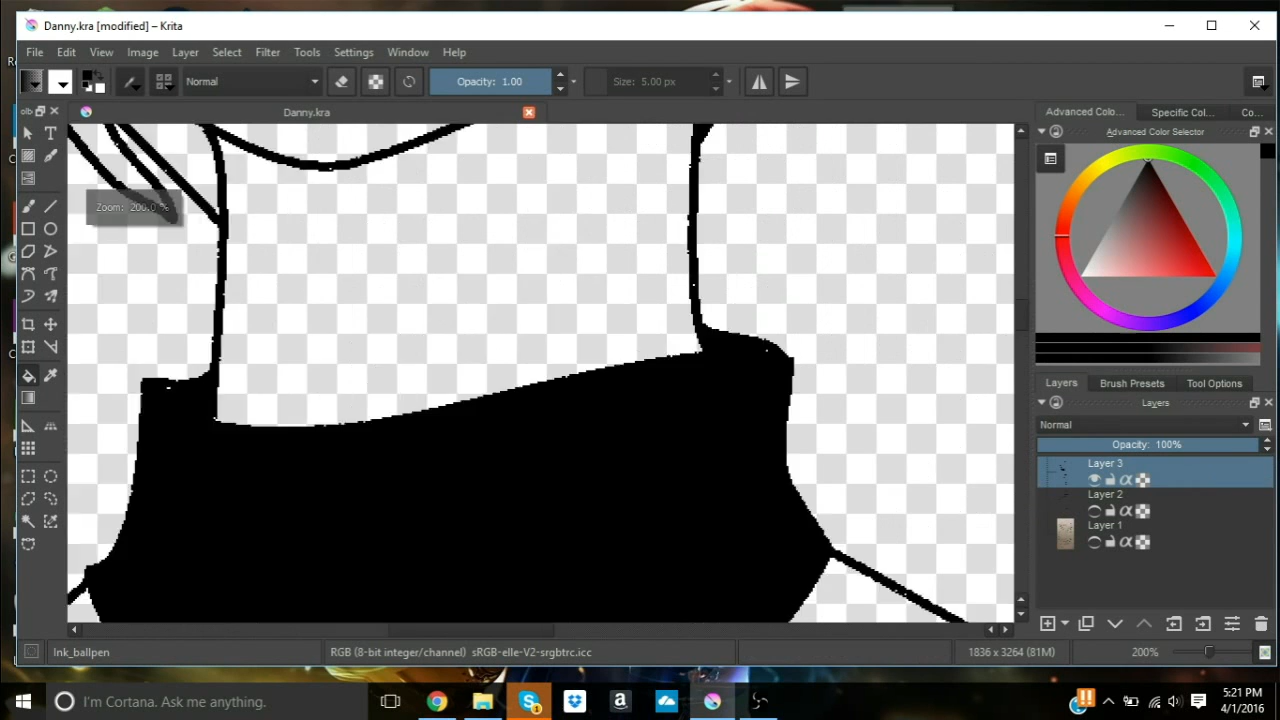 Danny.kra [modified] – Krita
File Edit View Image Layer Select Filter Tools Settings Window Help
Normal Opacity: 1.00 Size: 5.00 px
Danny.kra
Advanced Colo... Specific Col... Co...
Advanced Color Selector
Zoom: 200.0 %
Layers Brush Presets Tool Options
Layers
Normal
Opacity: 100%
Layer 3
Layer 2
Layer 1
Ink_ballpen RGB (8-bit integer/channel) sRGB-elle-V2-srgbtrc.icc 1836 x 3264 (81M) 200%
I'm Cortana. Ask me anything.
5:21 PM
4/1/2016